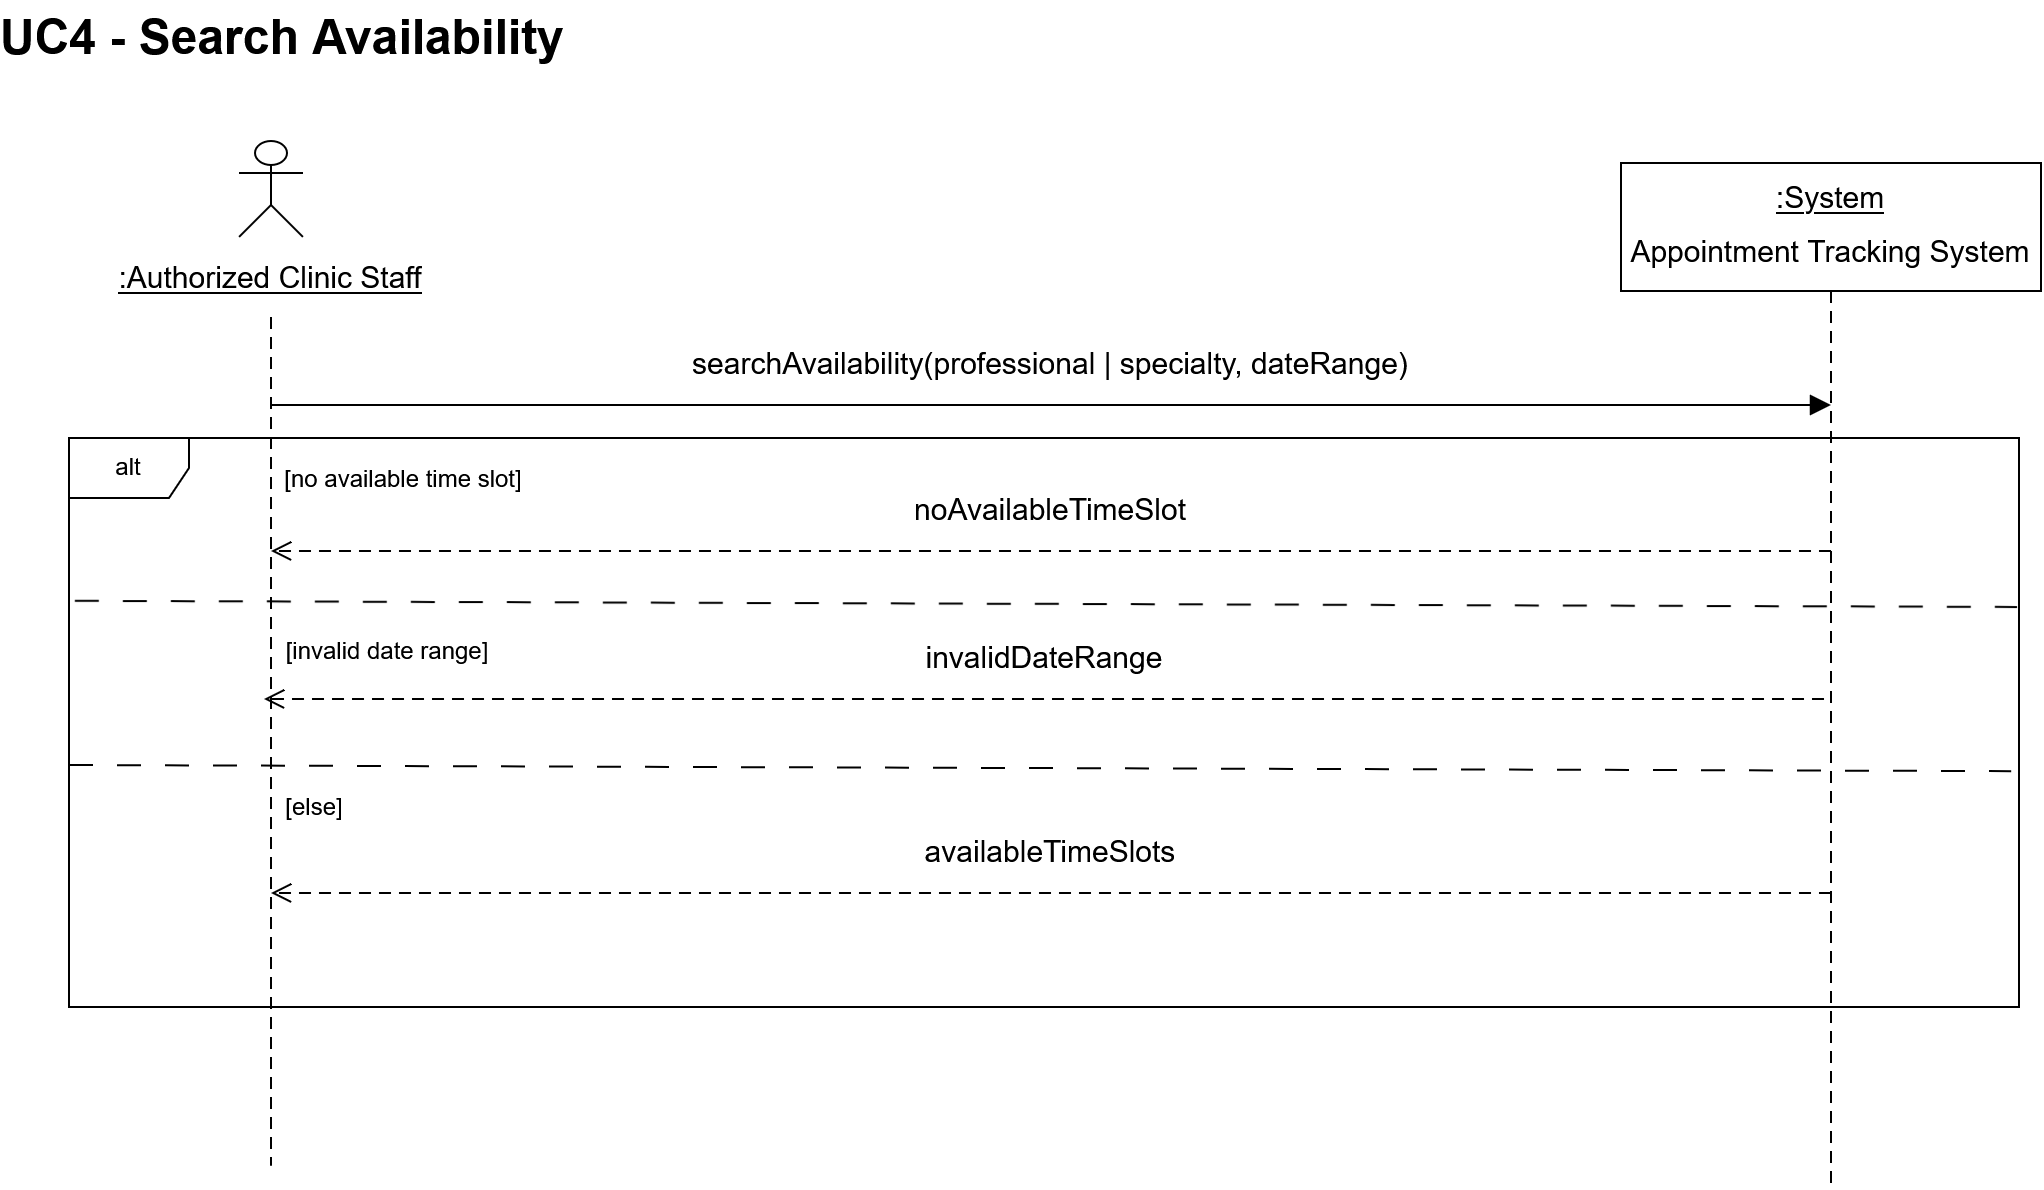 UC4 - Search Availability
:System
Appointment Tracking System
:Authorized Clinic Staff
searchAvailability(professional | specialty, dateRange)
alt
[no available time slot]
noAvailableTimeSlot
[invalid date range]
invalidDateRange
[else]
availableTimeSlots